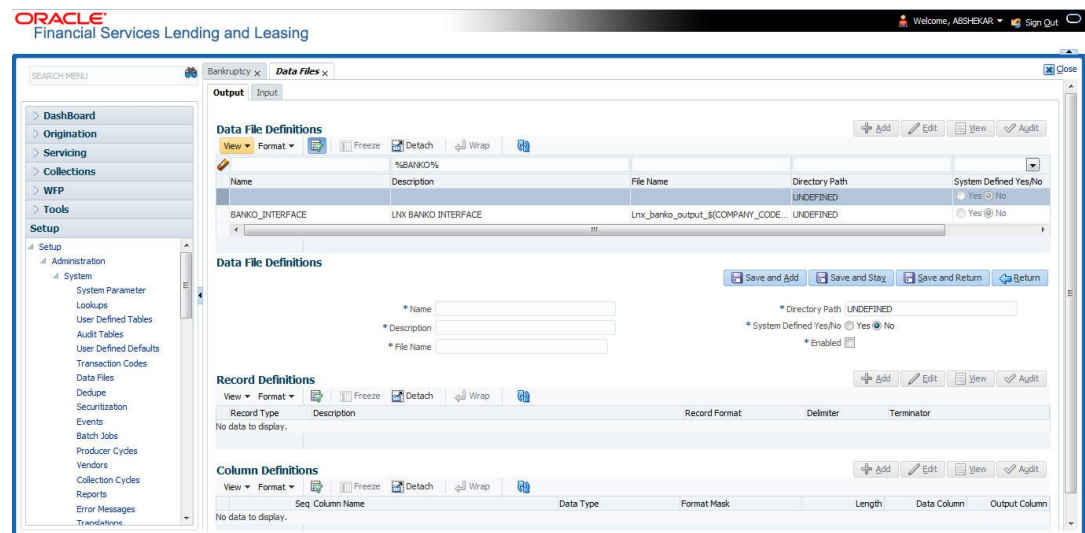 ORACLE
Financial Services Lending and Leasing
Welcome, ABSHEKAR
Sign Out
SEARCH MENU
Bankruptcy x Data Files x
Close
Output Input
DashBoard
Origination
Servicing
Collections
WFP
Tools
Setup
Setup
Administration
System
System Parameter
Lookups
User Defined Tables
Audit Tables
User Defined Defaults
Transaction Codes
Data Files
Dedupe
Securitization
Events
Batch Jobs
Producer Cycles
Vendors
Collection Cycles
Reports
Error Messages
Translations
Data File Definitions
Add Edit View Audit
View Format Freeze Detach Wrap
%BANKO%
Name Description File Name Directory Path System Defined Yes/No
UNDEFINED Yes No
BANKO_INTERFACE LNX BANKO INTERFACE Lnx_banko_output_$(COMPANY_CODE... UNDEFINED Yes No
Data File Definitions
Save and Add Save and Stay Save and Return Return
* Name
* Description
* File Name
* Directory Path UNDEFINED
* System Defined Yes/No Yes No
* Enabled
Record Definitions
Add Edit View Audit
View Format Freeze Detach Wrap
Record Type Description Record Format Delimiter Terminator
No data to display.
Column Definitions
Add Edit View Audit
View Format Freeze Detach Wrap
Seq Column Name Data Type Format Mask Length Data Column Output Column
No data to display.